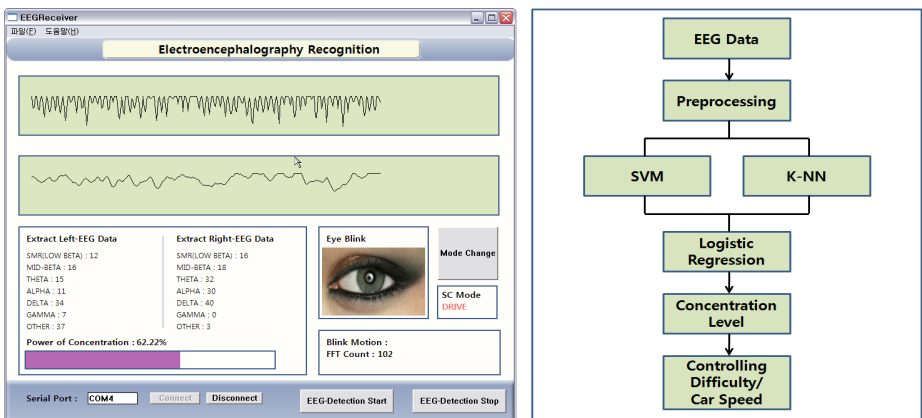 EEGReceiver
파일(F) 도움말(H)
Electroencephalography Recognition
Extract Left-EEG Data
SMR(LOW BETA) : 12
MID-BETA : 16
THETA : 15
ALPHA : 11
DELTA : 34
GAMMA : 7
OTHER : 37
Extract Right-EEG Data
SMR(LOW BETA) : 16
MID-BETA : 18
THETA : 32
ALPHA : 30
DELTA : 40
GAMMA : 0
OTHER : 3
Power of Concentration : 62.22%
Eye Blink
Mode Change
SC Mode
DRIVE
Blink Motion :
FFT Count : 102
Serial Port :
COM4
Connect
Disconnect
EEG-Detection Start
EEG-Detection Stop
EEG Data
Preprocessing
SVM
K-NN
Logistic
Regression
Concentration
Level
Controlling
Difficulty/
Car Speed